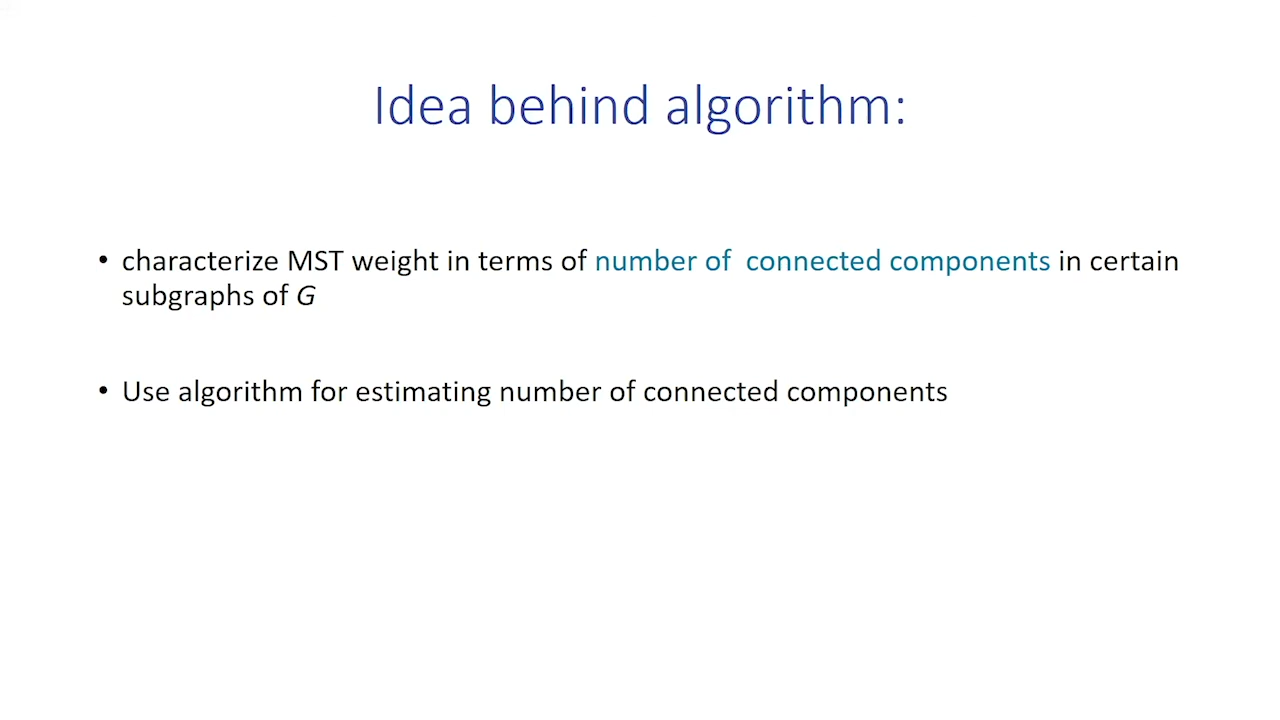 Idea behind algorithm:
• characterize MST weight in terms of number of  connected components in certain
subgraphs of G
• Use algorithm for estimating number of connected components